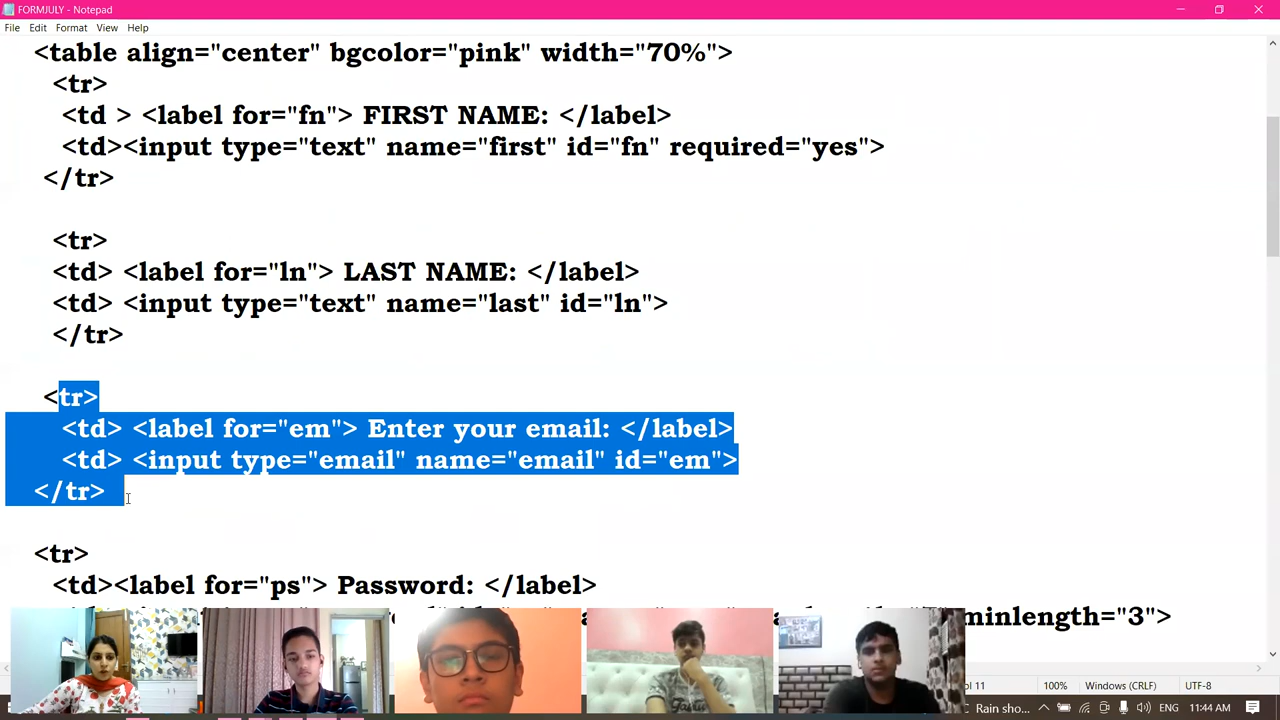 FORMJULY - Notepad
File Edit Format View Help
<table align="center" bgcolor="pink" width="70%">
<tr>
<td > <label for="fn"> FIRST NAME: </label>
<td><input type="text" name="first" id="fn" required="yes">
</tr>
<tr>
<td> <label for="ln"> LAST NAME: </label>
<td> <input type="text" name="last" id="ln">
</tr>
<tr>
<td> <label for="em"> Enter your email: </label>
<td> <input type="email" name="email" id="em">
</tr>
<tr>
<td><label for="ps"> Password: </label>
minlength="3">
100% Windows (CRLF) UTF-8
Rain sho... ENG 11:44 AM